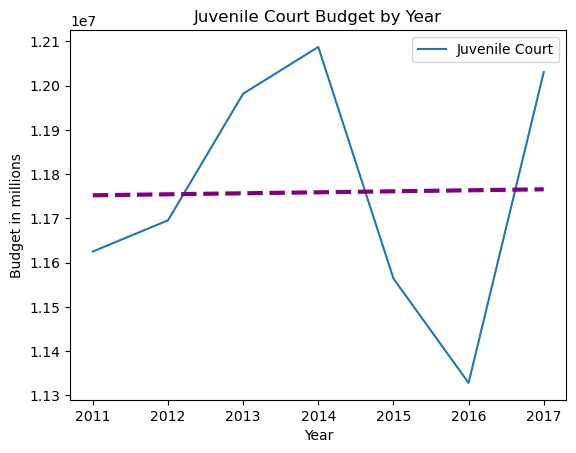 Juvenile Court Budget by Year
1e7
Juvenile Court
1.21
1.20
1.19
1.18
1.17
1.16
1.15
1.14
1.13
Budget in millions
2011 2012 2013 2014 2015 2016 2017
Year